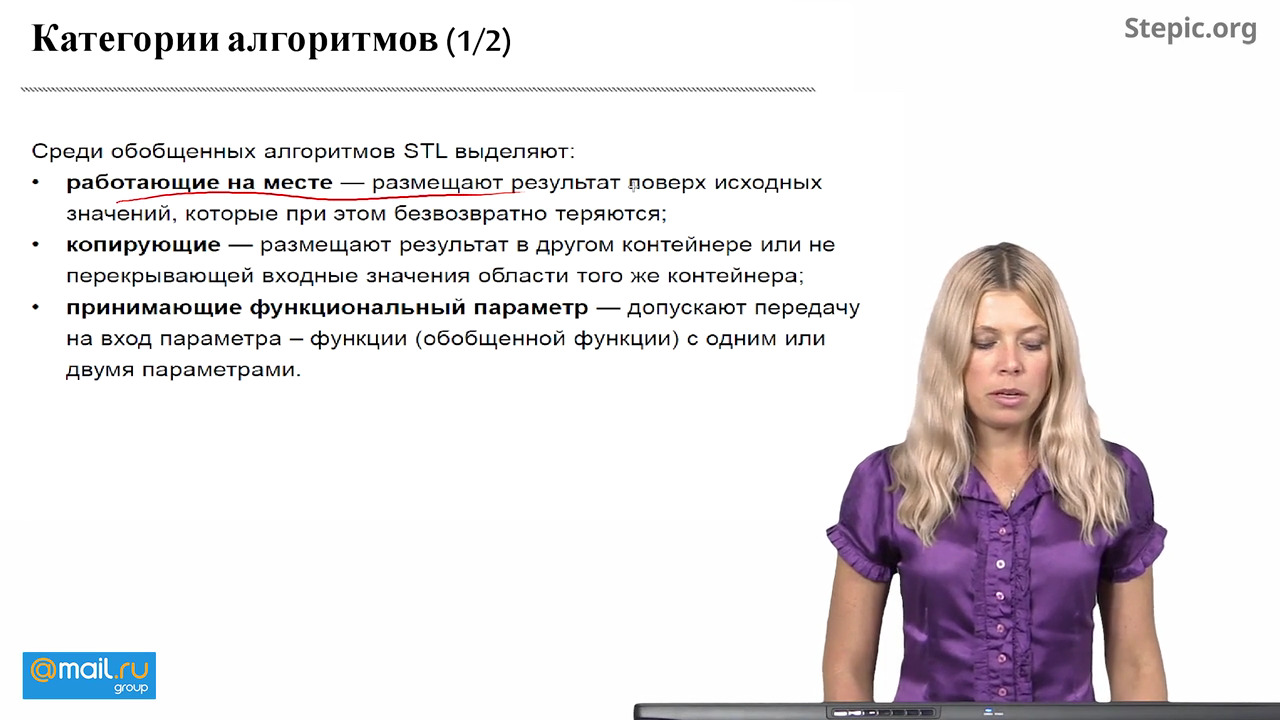 Категории алгоритмов (1/2)
Stepic.org
Среди обобщенных алгоритмов STL выделяют:
• работающие на месте — размещают результат поверх исходных
значений, которые при этом безвозвратно теряются;
• копирующие — размещают результат в другом контейнере или не
перекрывающей входные значения области того же контейнера;
• принимающие функциональный параметр — допускают передачу
на вход параметра – функции (обобщенной функции) с одним или
двумя параметрами.
@mail.ru
group